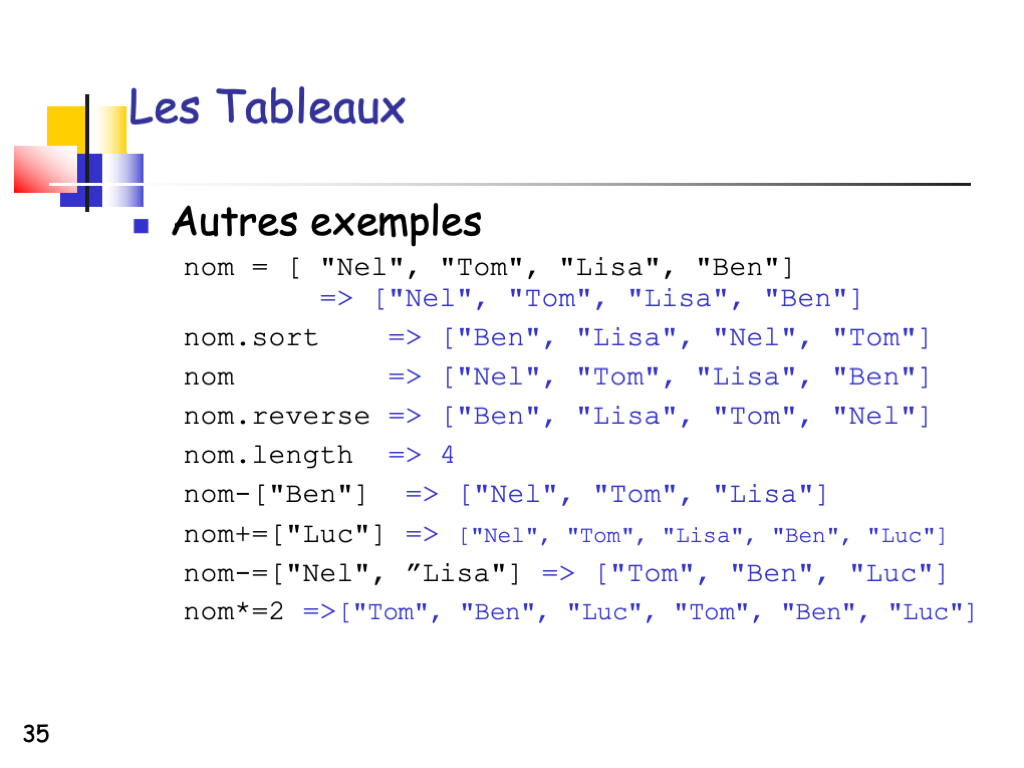 Les Tableaux
Autres exemples
nom = [ "Nel", "Tom", "Lisa", "Ben"]
=> ["Nel", "Tom", "Lisa", "Ben"]
nom.sort => ["Ben", "Lisa", "Nel", "Tom"]
nom => ["Nel", "Tom", "Lisa", "Ben"]
nom.reverse => ["Ben", "Lisa", "Tom", "Nel"]
nom.length => 4
nom-["Ben"] => ["Nel", "Tom", "Lisa"]
nom+=["Luc"] => ["Nel", "Tom", "Lisa", "Ben", "Luc"]
nom-=["Nel", ”Lisa"] => ["Tom", "Ben", "Luc"]
nom*=2 =>["Tom", "Ben", "Luc", "Tom", "Ben", "Luc"]
35